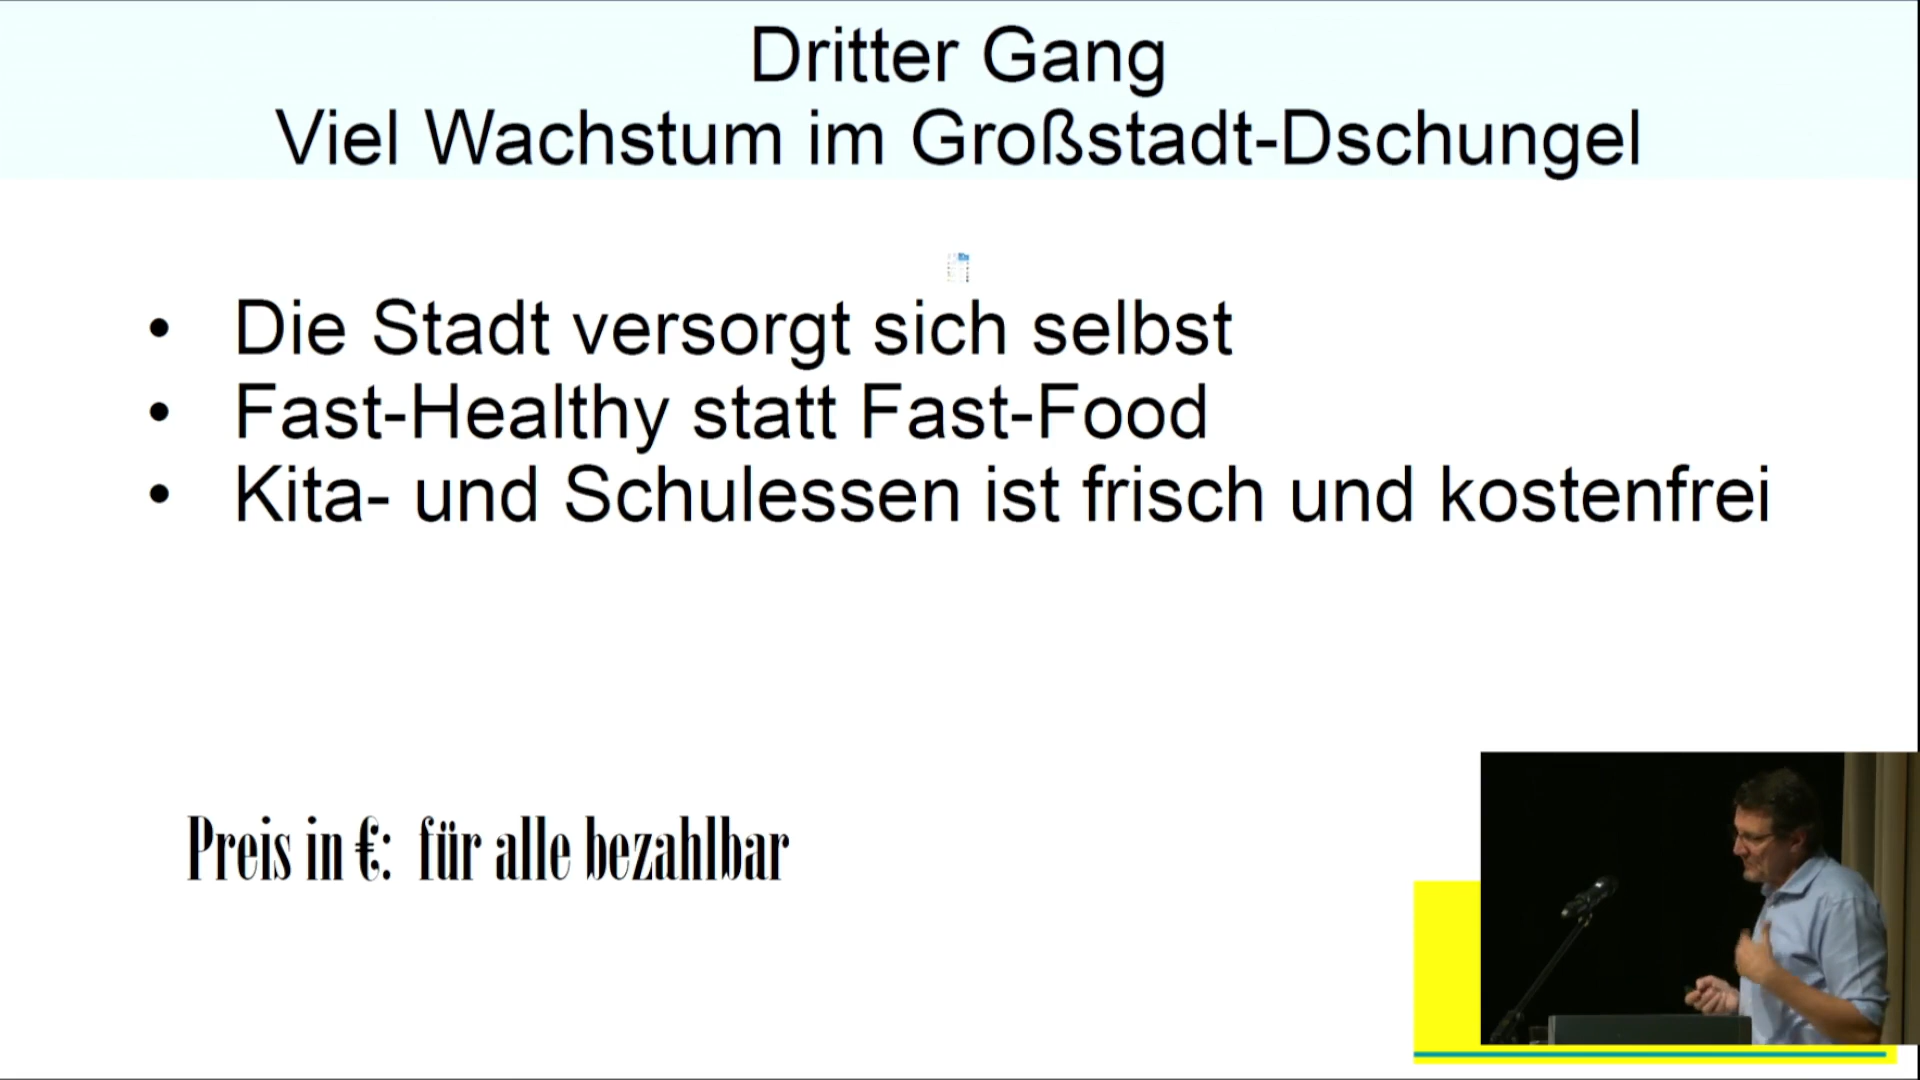 Dritter Gang
Viel Wachstum im Großstadt-Dschungel
• Die Stadt versorgt sich selbst
• Fast-Healthy statt Fast-Food
• Kita- und Schulessen ist frisch und kostenfrei
Preis in €: für alle bezahlbar